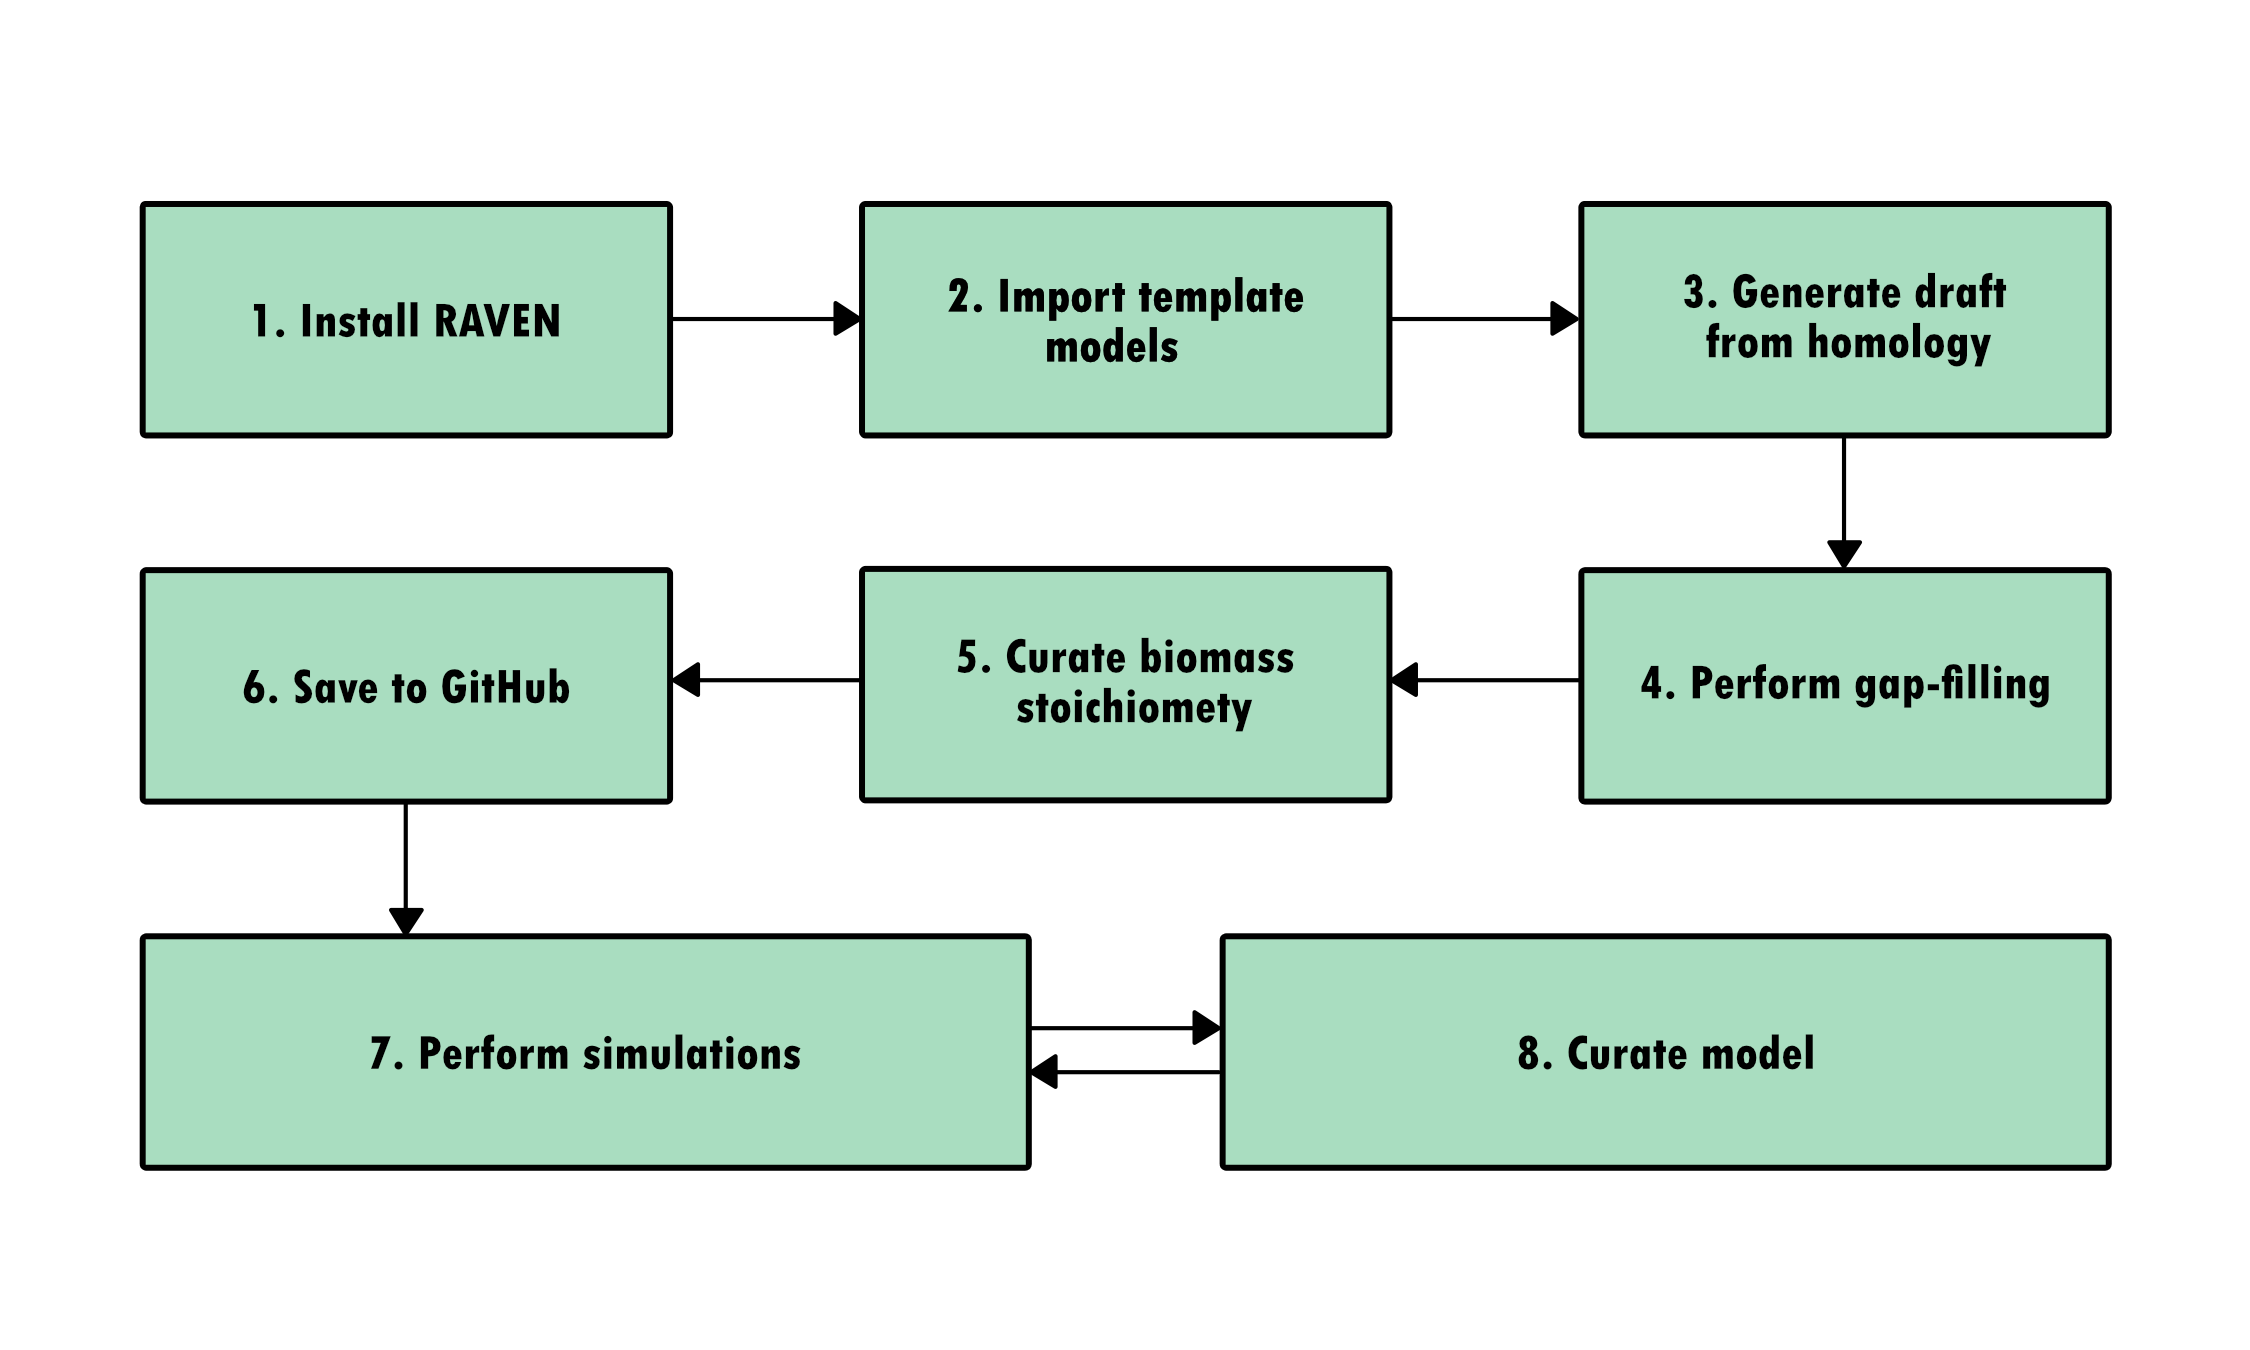 1. Install RAVEN
2. Import template
models
3. Generate draft
from homology
4. Perform gap-filling
5. Curate biomass
stoichiomety
6. Save to GitHub
7. Perform simulations
8. Curate model